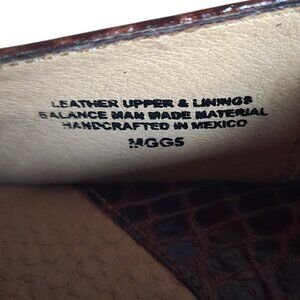 LEATHER UPPER & LININGS
BALANCE MAN MADE MATERIAL
HANDCRAFTED IN MEXICO
MGG5